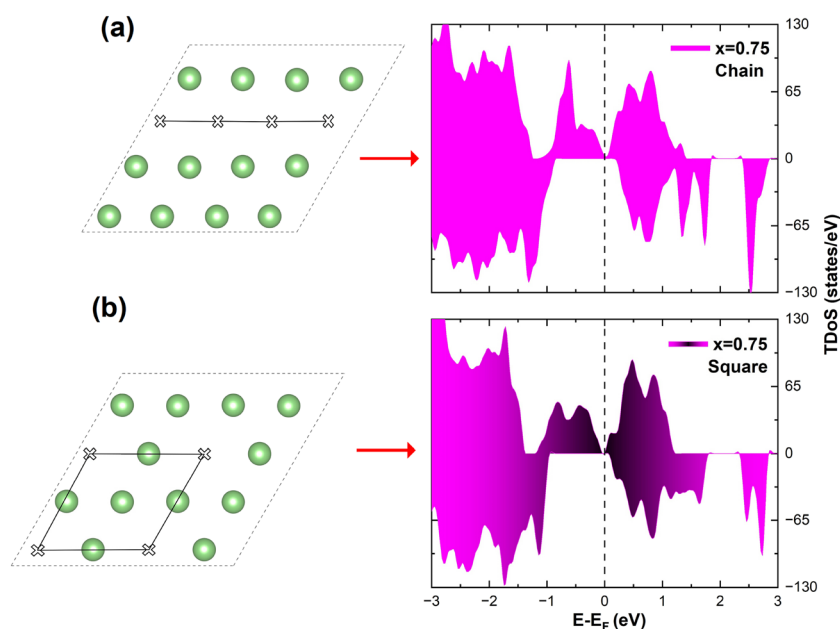 (a)
x=0.75
Chain
130
65
0
−65
−130
(b)
x=0.75
Square
130
65
0
−65
−130
TDoS (states/eV)
−3 −2 −1 0 1 2 3
E-E_F (eV)